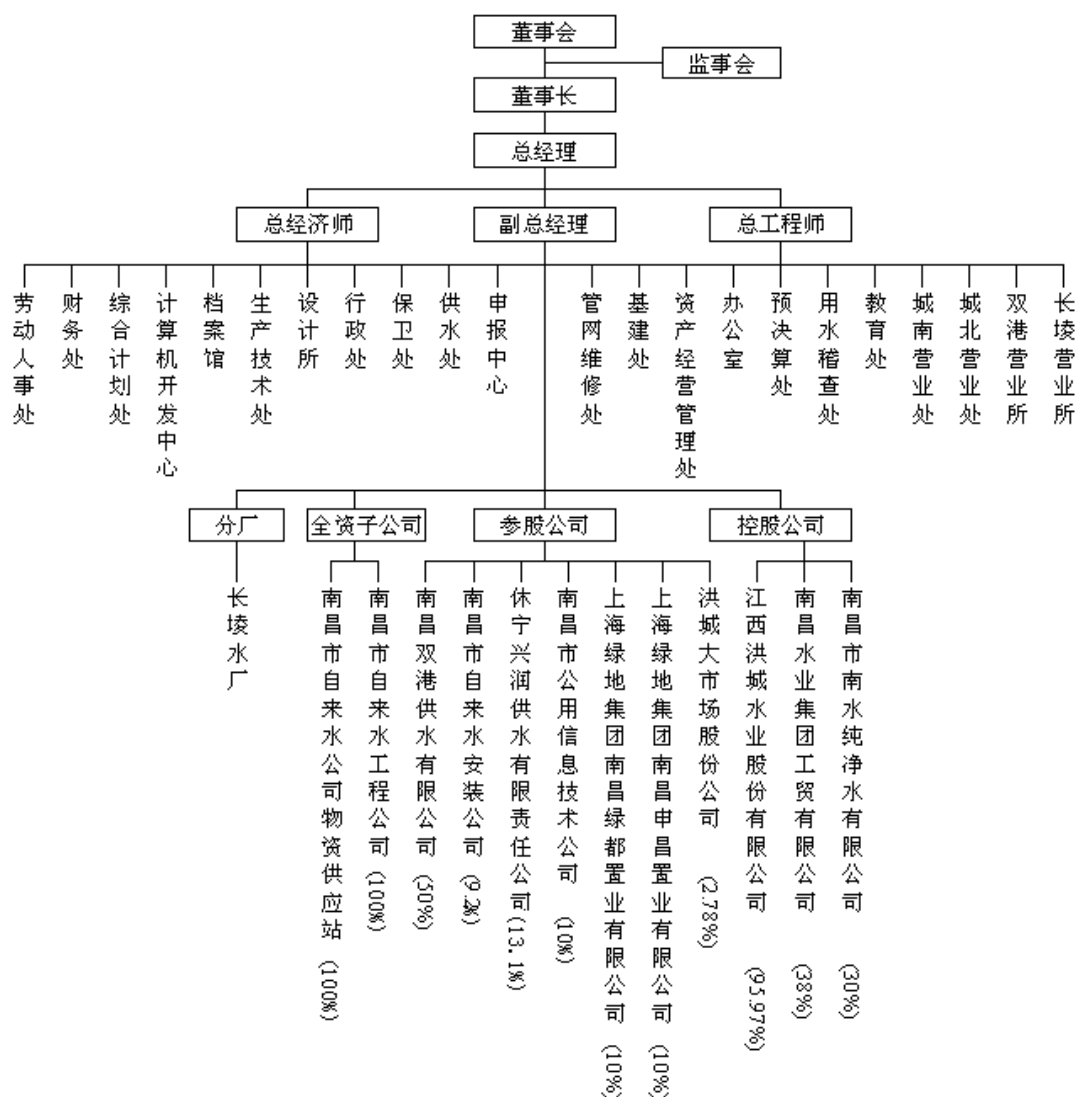 董事会
监事会
董事长
总经理
总经济师
副总经理
总工程师
劳动人事处
财务处
综合计划处
计算机开发中心
档案馆
生产技术处
设计所
行政处
保卫处
供水处
申报中心
管网维修处
基建处
资产经营管理处
办公室
预决算处
用水稽查处
教育处
城南营业处
城北营业处
双港营业所
长堎营业所
分厂
全资子公司
参股公司
控股公司
长堎水厂
南昌市自来水公司物资供应站 (100%)
南昌市自来水工程公司 (100%)
南昌双港供水有限公司 (50%)
南昌市自来水安装公司 (9.2%)
休宁兴润供水有限责任公司 (13.1%)
南昌市公用信息技术公司 (10%)
上海绿地集团南昌绿都置业有限公司 (10%)
上海绿地集团南昌申昌置业有限公司 (10%)
洪城大市场股份公司 (2.78%)
江西洪城水业股份有限公司 (95.97%)
南昌水业集团工贸有限公司 (38%)
南昌市南水纯净水有限公司 (30%)